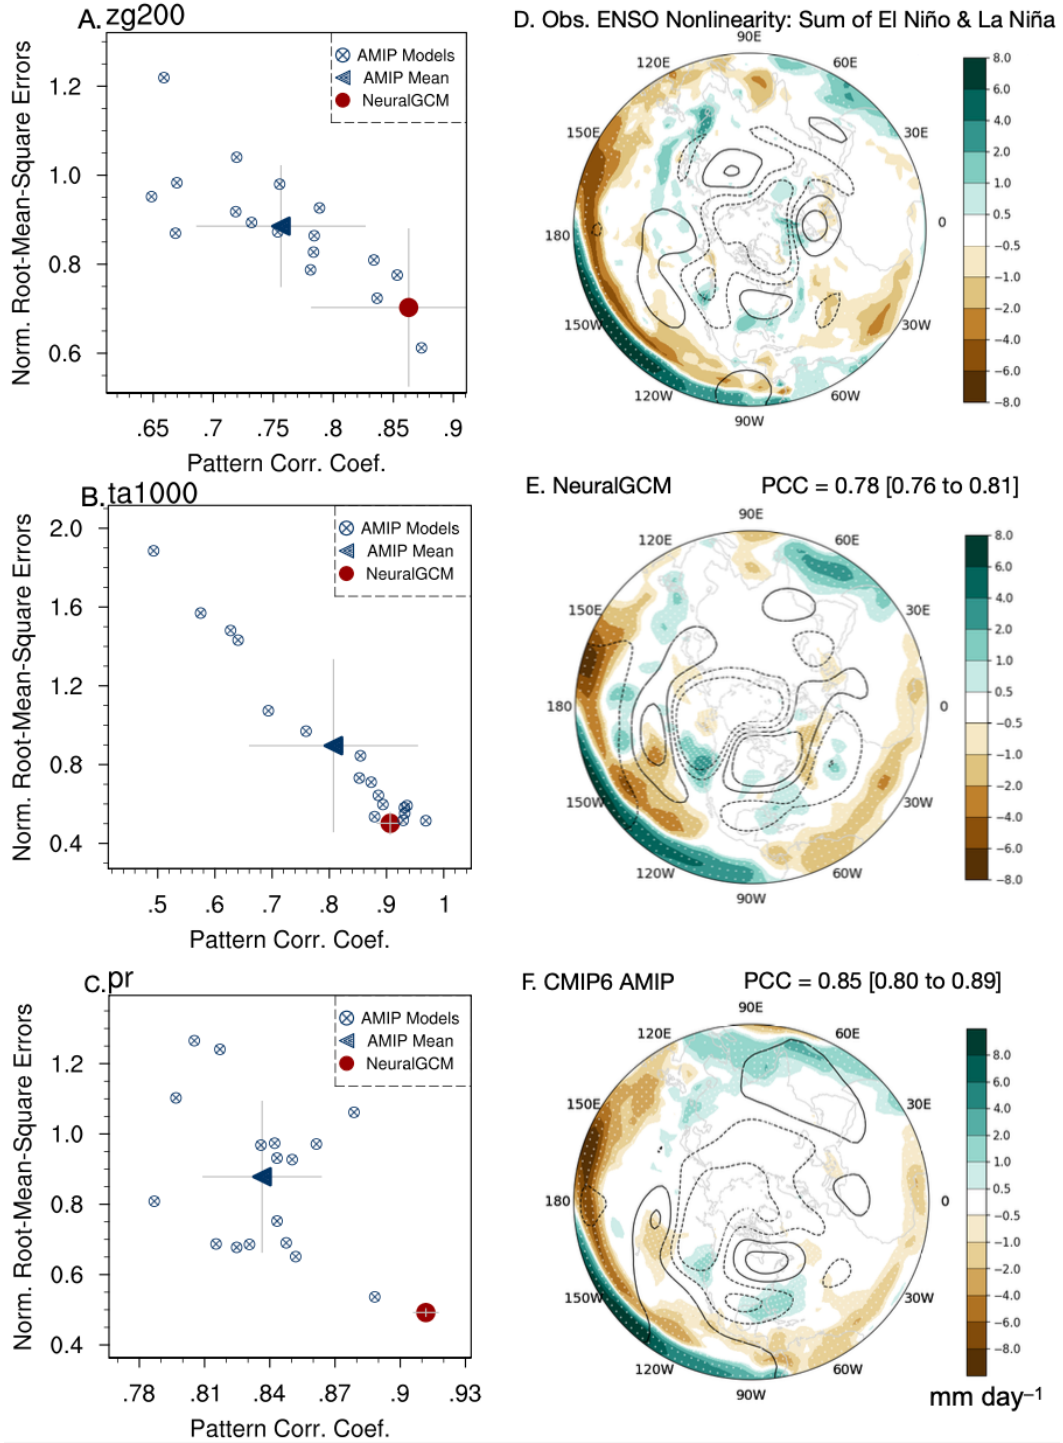 A. zg200
Norm. Root-Mean-Square Errors
1.2
1.0
0.8
0.6
AMIP Models
AMIP Mean
NeuralGCM
.65 .7 .75 .8 .85 .9
Pattern Corr. Coef.
D. Obs. ENSO Nonlinearity: Sum of El Niño & La Niña
90E
120E 60E
150E 30E
180 0
150W 30W
120W 60W
90W
8.0
6.0
4.0
2.0
1.0
0.5
−0.5
−1.0
−2.0
−4.0
−6.0
−8.0
B. ta1000
Norm. Root-Mean-Square Errors
2.0
1.6
1.2
0.8
0.4
AMIP Models
AMIP Mean
NeuralGCM
.5 .6 .7 .8 .9 1
Pattern Corr. Coef.
E. NeuralGCM PCC = 0.78 [0.76 to 0.81]
90E
120E 60E
150E 30E
180 0
150W 30W
120W 60W
90W
8.0
6.0
4.0
2.0
1.0
0.5
−0.5
−1.0
−2.0
−4.0
−6.0
−8.0
C. pr
Norm. Root-Mean-Square Errors
1.2
1.0
0.8
0.6
0.4
AMIP Models
AMIP Mean
NeuralGCM
.78 .81 .84 .87 .9 .93
Pattern Corr. Coef.
F. CMIP6 AMIP PCC = 0.85 [0.80 to 0.89]
90E
120E 60E
150E 30E
180 0
150W 30W
120W 60W
90W
8.0
6.0
4.0
2.0
1.0
0.5
−0.5
−1.0
−2.0
−4.0
−6.0
−8.0
mm day⁻¹